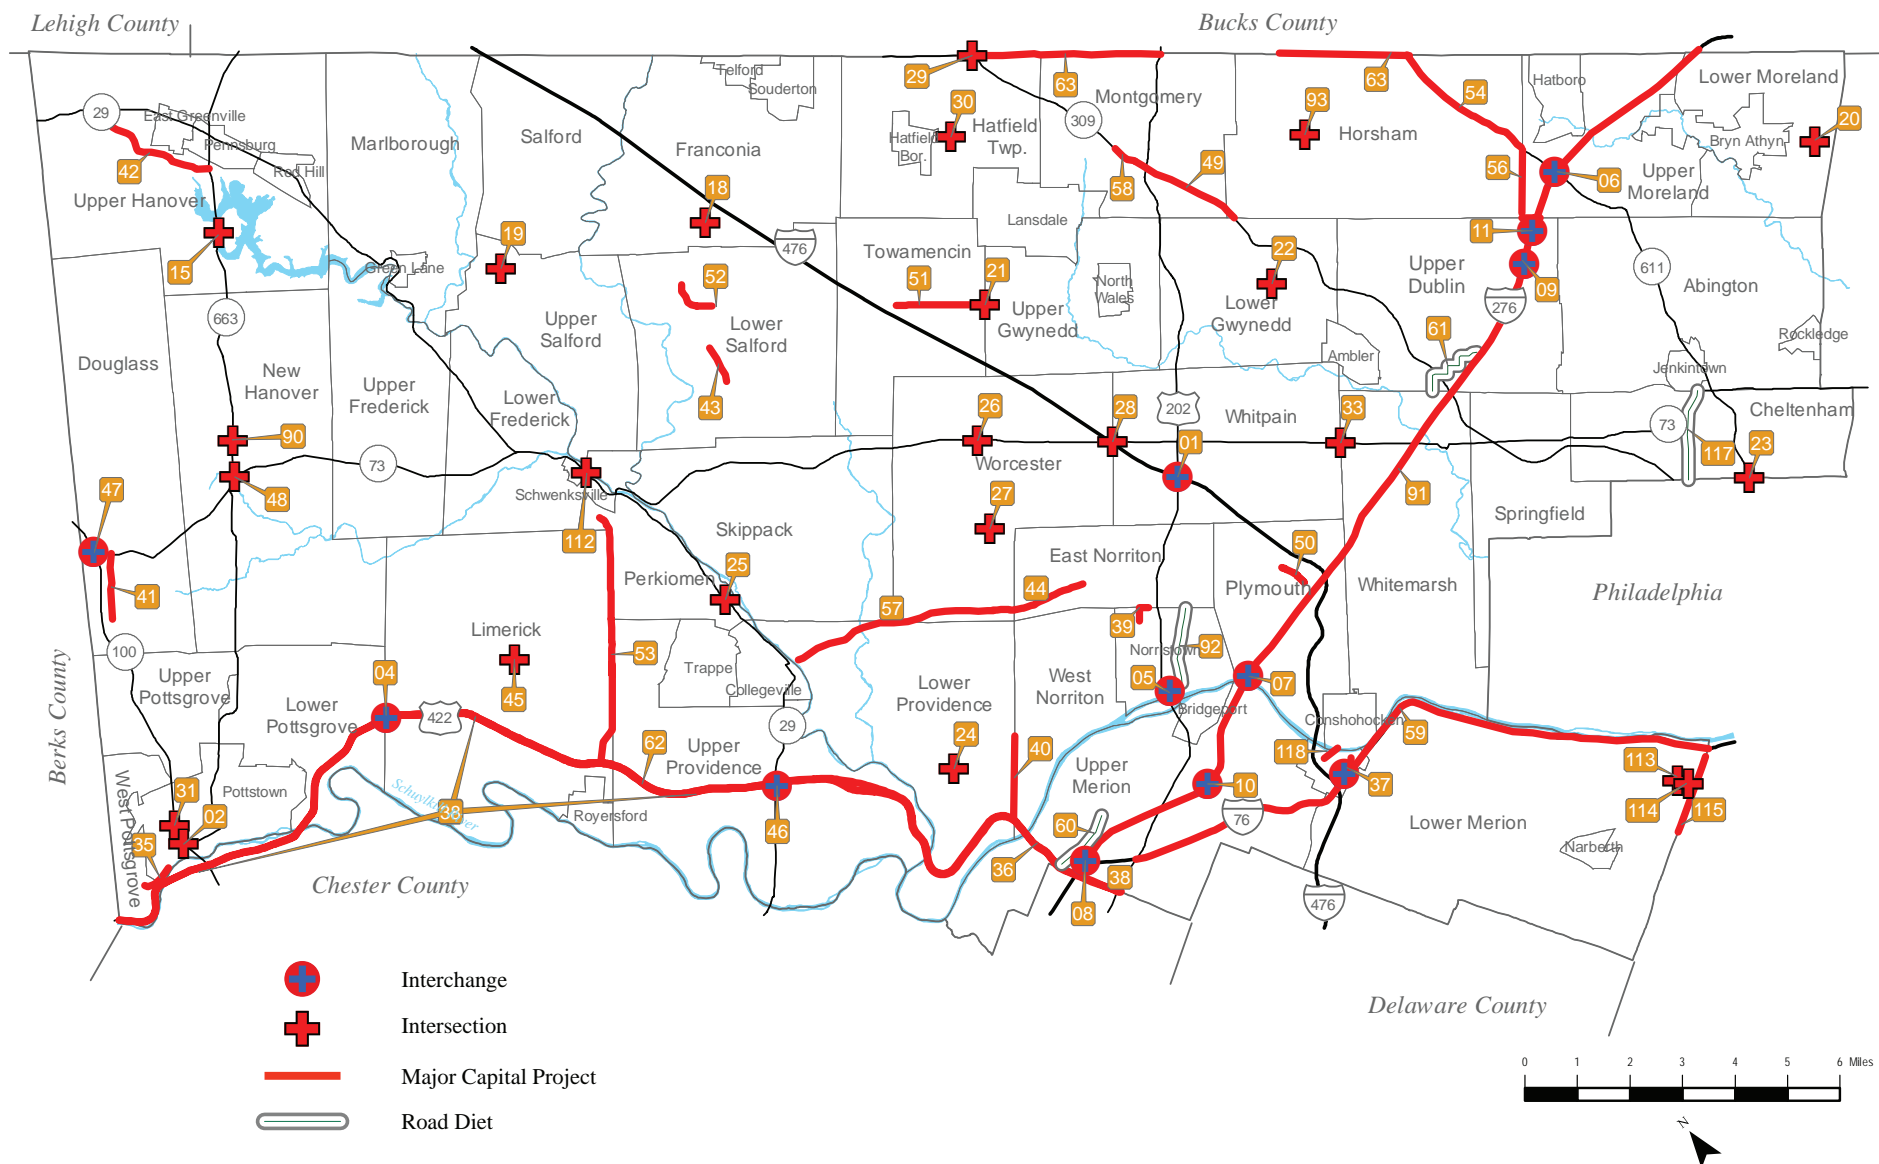 Lehigh County
Bucks County
29
63
63
54
Telford
Souderton
Hatboro
Lower Moreland
29
East Greenville
Pennsburg
Red Hill
42
Upper Hanover
Marlborough
Salford
Franconia
18
30
Hatfield
Bor.
Hatfield
Twp.
309
Montgomery
58
49
93
Horsham
56
06
20
Bryn Athyn
Upper
Moreland
15
19
Green Lane
476
Lansdale
Towamencin
51
21
Upper
Gwynedd
North
Wales
22
Lower
Gwynedd
11
09
Upper
Dublin
276
611
Abington
Rockledge
663
52
Lower
Salford
43
Upper
Salford
61
Ambler
Jenkintown
Douglass
New
Hanover
Upper
Frederick
Lower
Frederick
26
28
202
Whitpain
33
01
73
117
Cheltenham
23
90
73
48
47
Schwenksville
112
Worcester
27
91
Springfield
Skippack
East Norriton
50
Plymouth
Whitemarsh
Philadelphia
Perkiomen
25
41
57
44
39
Norristown
92
100
Limerick
45
53
Trappe
Collegeville
Lower
Providence
West
Norriton
05
07
Bridgeport
Conshohocken
Berks County
Upper
Pottsgrove
04
Lower
Pottsgrove
422
29
62
Upper
Providence
24
40
Upper
Merion
118
59
37
10
76
113
114
115
West Pottsgrove
31
02
35
Pottstown
Schuylkill River
38
Royersford
46
36
60
38
08
Lower Merion
Narberth
476
Chester County
Delaware County
Interchange
Intersection
Major Capital Project
Road Diet
0 1 2 3 4 5 6 Miles
N